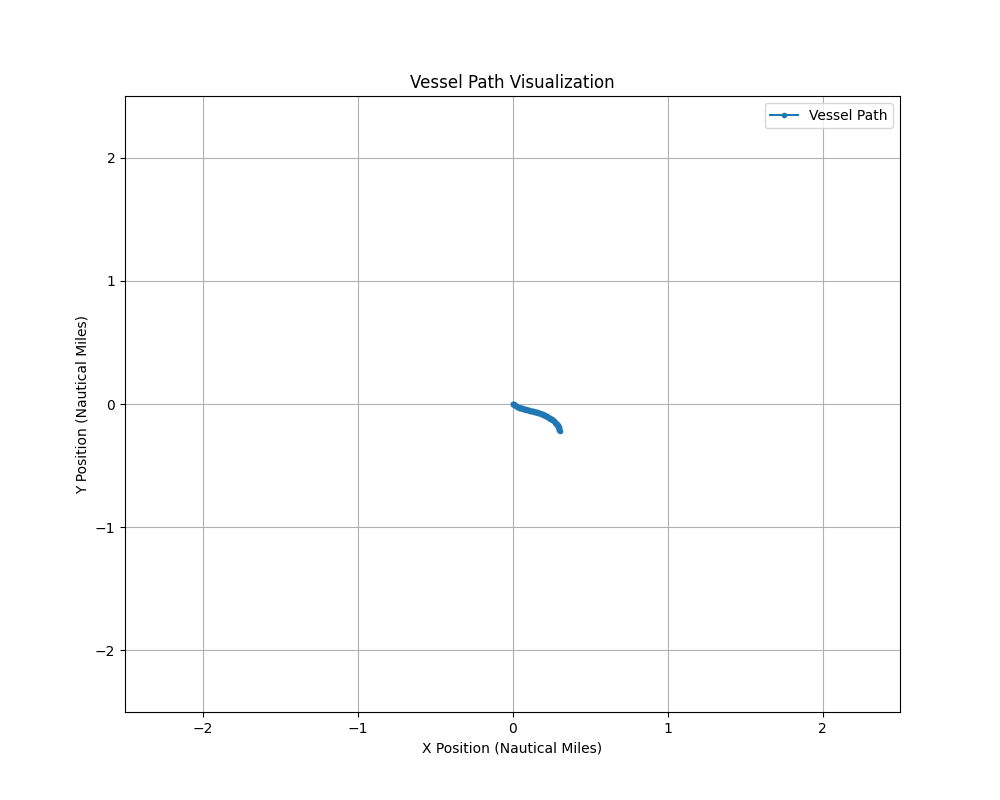 Vessel Path Visualization
Vessel Path
2
1
0
−1
−2
Y Position (Nautical Miles)
−2
−1
0
1
2
X Position (Nautical Miles)